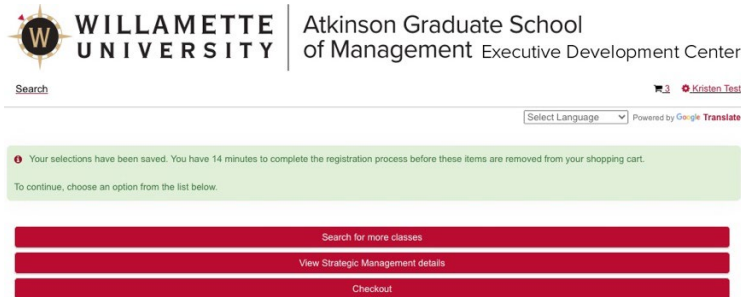 W
WILLAMETTE
UNIVERSITY
Atkinson Graduate School
of Management Executive Development Center
Search
3 Kristen Test
Select Language Powered by Google Translate
Your selections have been saved. You have 14 minutes to complete the registration process before these items are removed from your shopping cart.
To continue, choose an option from the list below.
Search for more classes
View Strategic Management details
Checkout